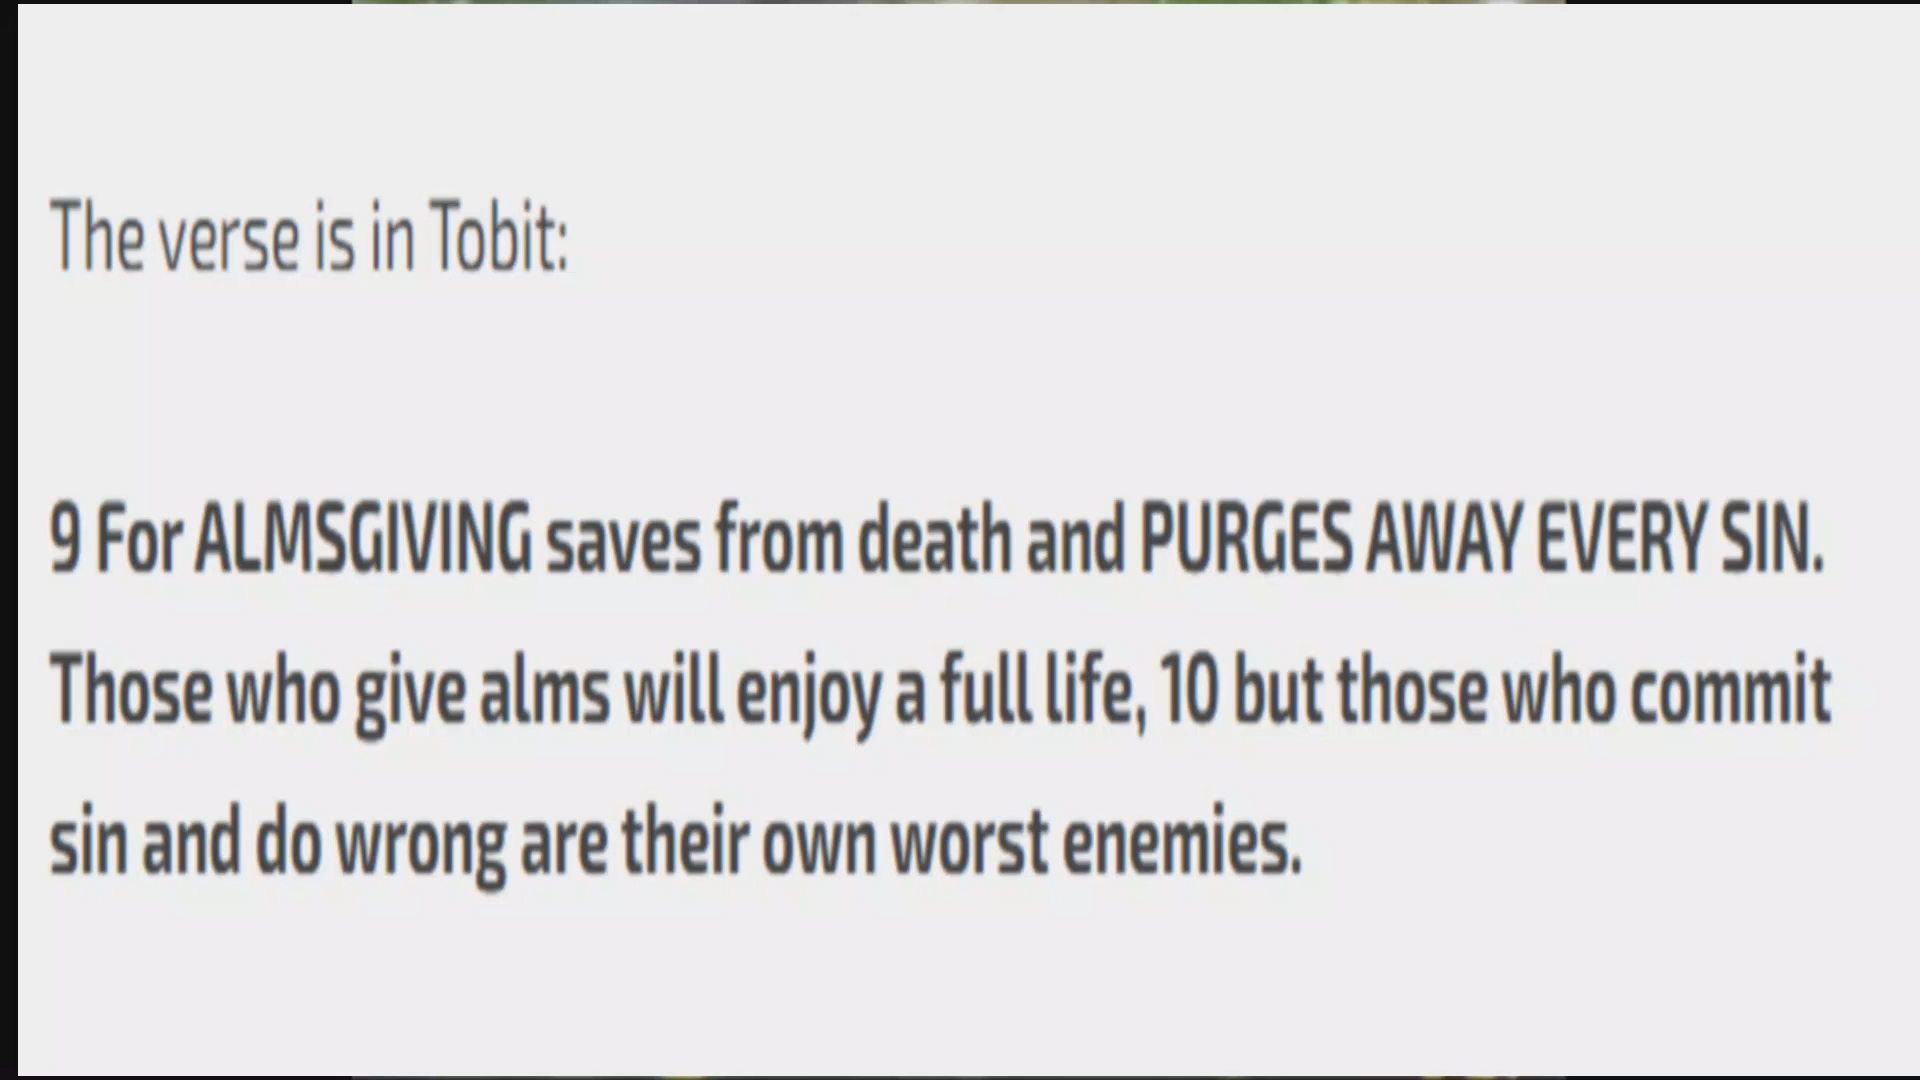 The verse is in Tobit:
9 For ALMSGIVING saves from death and PURGES AWAY EVERY SIN.
Those who give alms will enjoy a full life, 10 but those who commit
sin and do wrong are their own worst enemies.